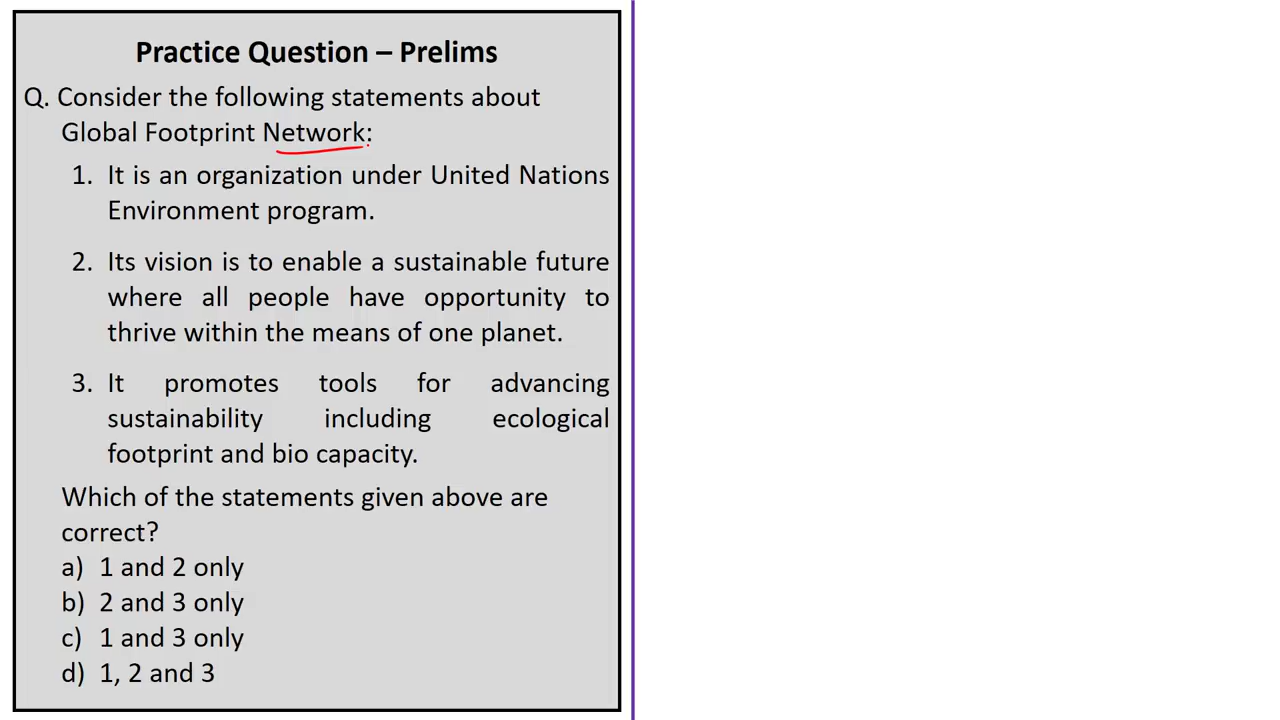 Practice Question – Prelims
Q. Consider the following statements about
Global Footprint Network:
1. It is an organization under United Nations
Environment program.
2. Its vision is to enable a sustainable future
where all people have opportunity to
thrive within the means of one planet.
3. It promotes tools for advancing
sustainability including ecological
footprint and bio capacity.
Which of the statements given above are
correct?
a) 1 and 2 only
b) 2 and 3 only
c) 1 and 3 only
d) 1, 2 and 3